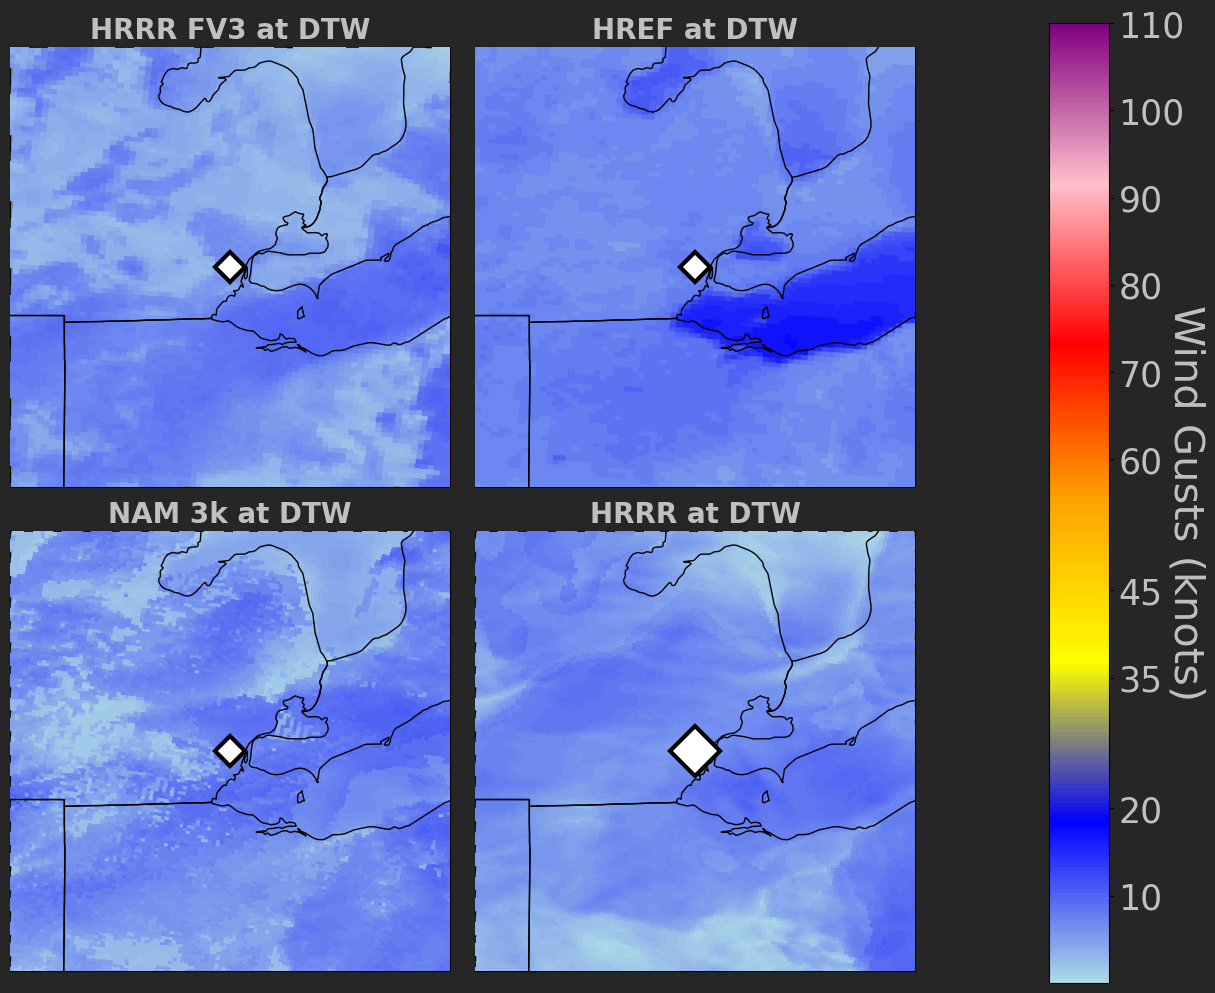 HRRR FV3 at DTW
HREF at DTW
NAM 3k at DTW
HRRR at DTW
110
100
90
80
70
60
45
35
20
10
Wind Gusts (knots)